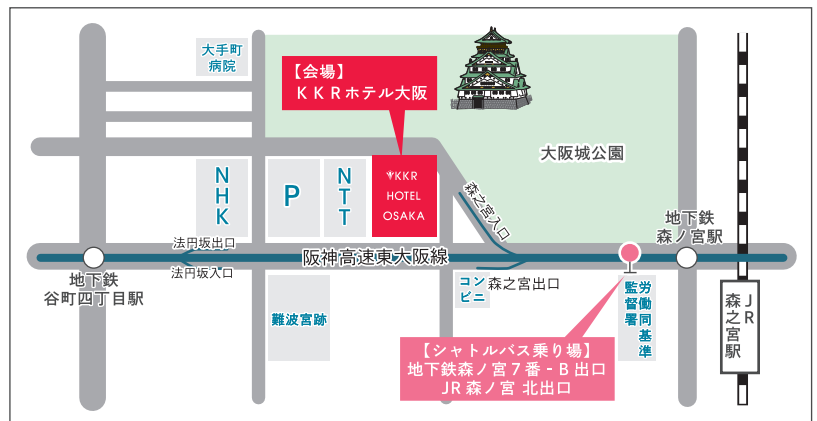 大手町
病院
【会場】
ＫＫＲホテル大阪
大阪城公園
NHK
P
NTT
KKR
HOTEL
OSAKA
森之宮入口
地下鉄
森ノ宮駅
法円坂出口
阪神高速東大阪線
法円坂入口
地下鉄
谷町四丁目駅
コン
ビニ
森之宮出口
労働同基準
監督署
難波宮跡
JR
森之宮駅
【シャトルバス乗り場】
地下鉄森ノ宮７番‐Ｂ出口
JR 森ノ宮 北出口